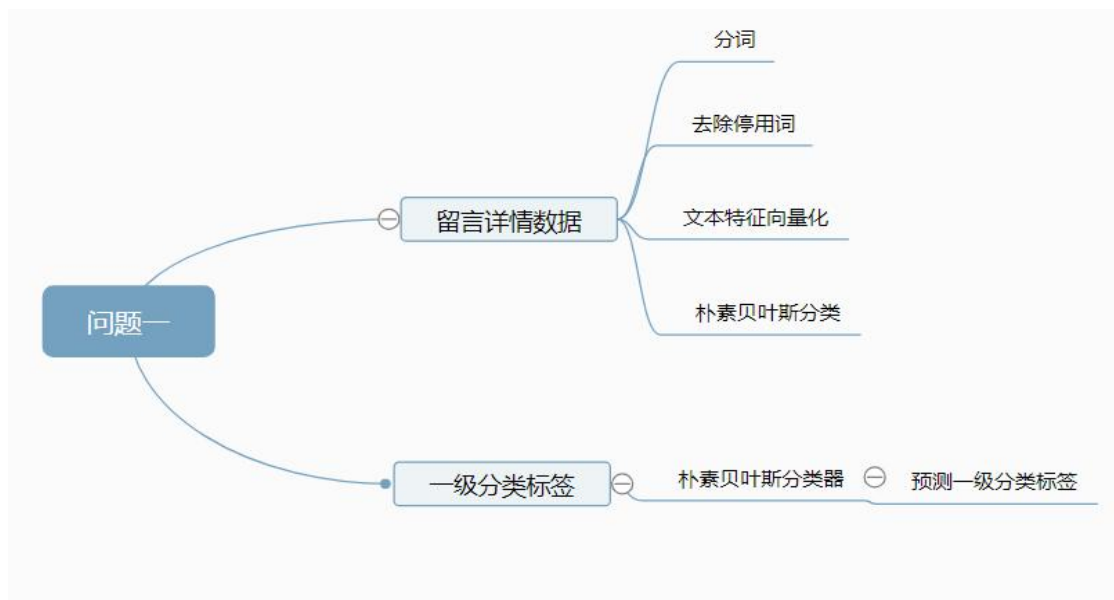 分词
去除停用词
留言详情数据
文本特征向量化
朴素贝叶斯分类
问题一
一级分类标签
朴素贝叶斯分类器
预测一级分类标签